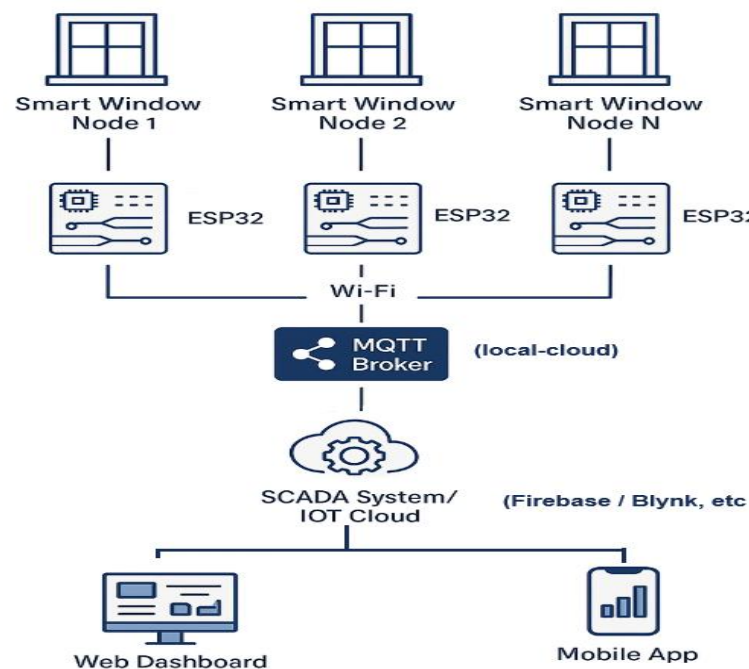 Smart Window
Node 1
Smart Window
Node 2
Smart Window
Node N
ESP32
ESP32
ESP32
Wi-Fi
MQTT
Broker
(local-cloud)
SCADA System/
IOT Cloud
(Firebase / Blynk, etc
Web Dashboard
Mobile App